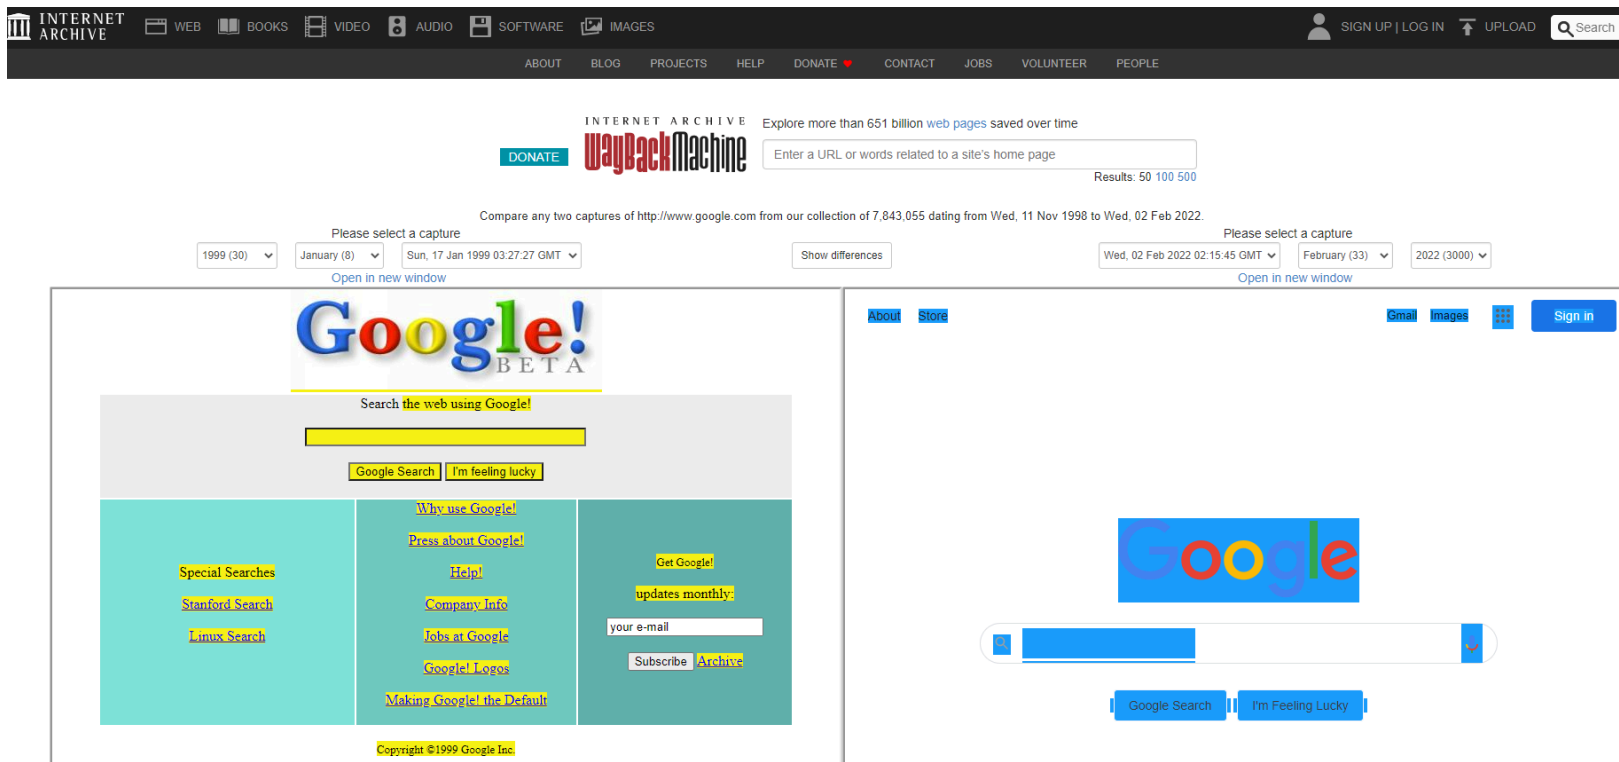 INTERNET ARCHIVE WEB BOOKS VIDEO AUDIO SOFTWARE IMAGES SIGN UP | LOG IN UPLOAD Search
ABOUT BLOG PROJECTS HELP DONATE CONTACT JOBS VOLUNTEER PEOPLE
INTERNET ARCHIVE
WayBackMachine
DONATE
Explore more than 651 billion web pages saved over time
Enter a URL or words related to a site's home page
Results: 50 100 500
Compare any two captures of http://www.google.com from our collection of 7,843,055 dating from Wed, 11 Nov 1998 to Wed, 02 Feb 2022.
Please select a capture
1999 (30) January (8) Sun, 17 Jan 1999 03:27:27 GMT
Open in new window
Show differences
Please select a capture
Wed, 02 Feb 2022 02:15:45 GMT February (33) 2022 (3000)
Open in new window
Google!
BETA
Search the web using Google!
Google Search I'm feeling lucky
Special Searches
Stanford Search
Linux Search
Why use Google!
Press about Google!
Help!
Company Info
Jobs at Google
Google! Logos
Making Google! the Default
Get Google!
updates monthly:
your e-mail
Subscribe Archive
Copyright ©1999 Google Inc.
About Store Gmail Images Sign in
Google
Google Search I'm Feeling Lucky